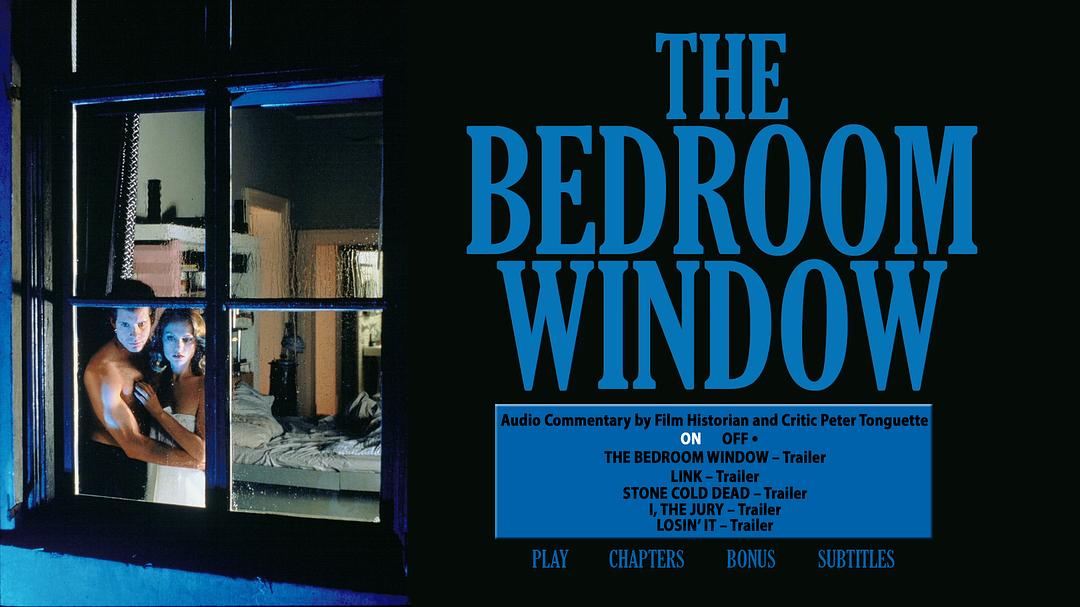 THE
BEDROOM
WINDOW
Audio Commentary by Film Historian and Critic Peter Tonguette
ON OFF •
THE BEDROOM WINDOW – Trailer
LINK – Trailer
STONE COLD DEAD – Trailer
I, THE JURY – Trailer
LOSIN' IT – Trailer
PLAY CHAPTERS BONUS SUBTITLES